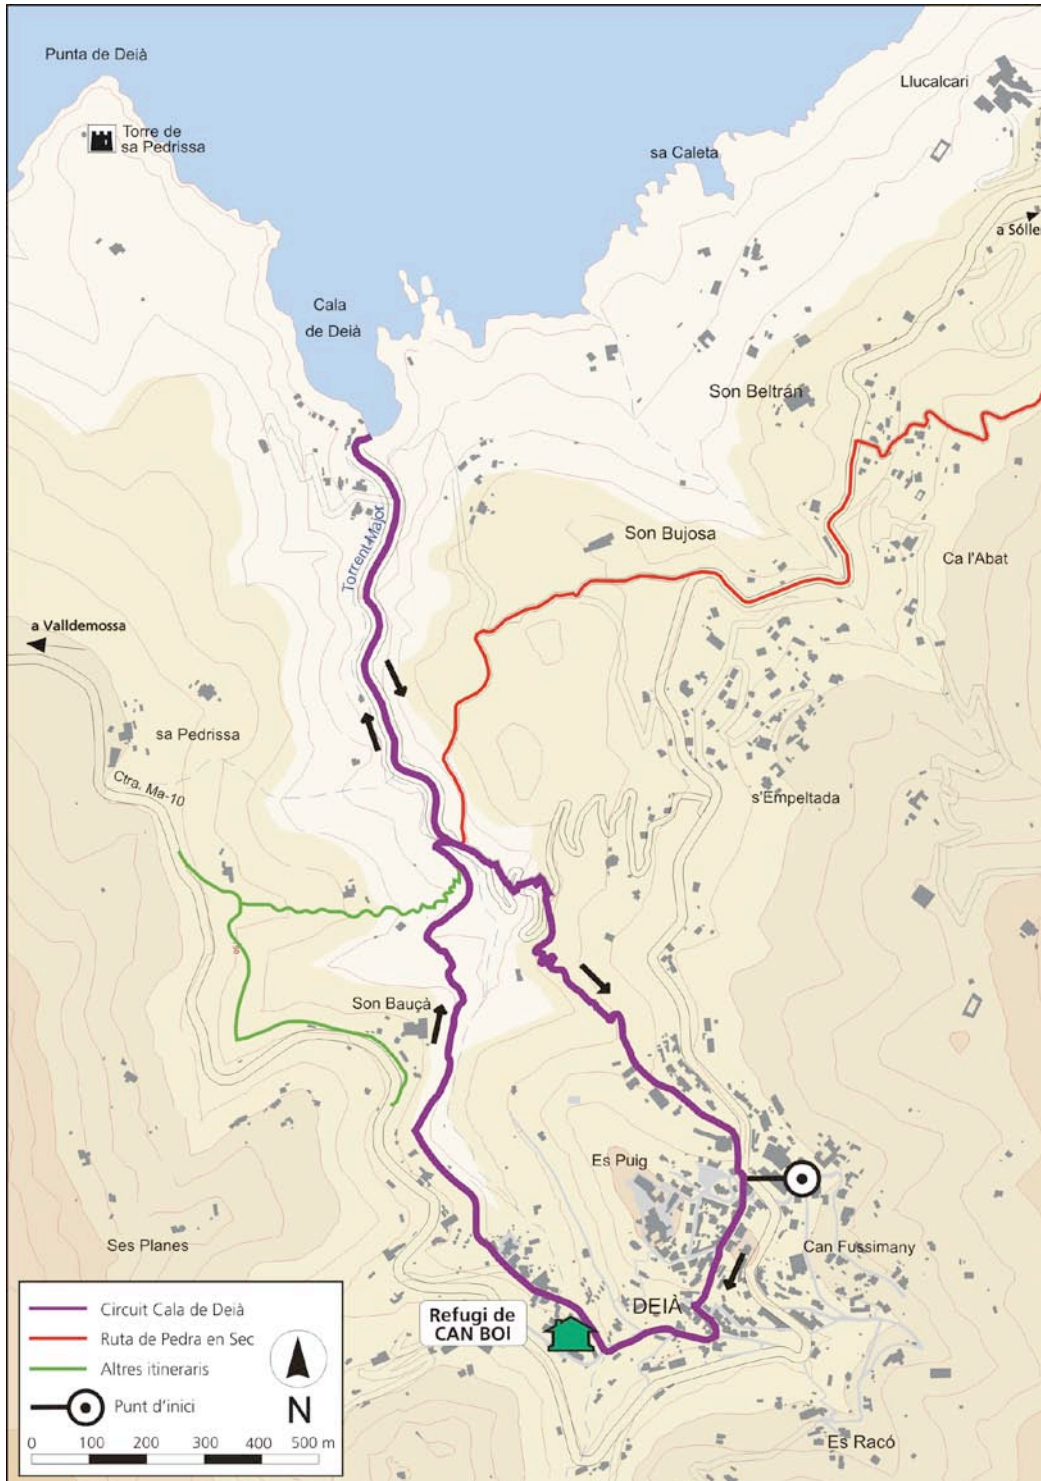 Punta de Deià
Torre de
sa Pedrissa
Llucalcari
sa Caleta
a Sólle
Cala
de Deià
Son Beltrán
Torrent Major
Son Bujosa
Ca l'Abat
a Valldemossa
sa Pedrissa
Ctra. Ma-10
s'Empeltada
Son Bauçà
Es Puig
Ses Planes
Can Fussimany
DEIÀ
Refugi de
CAN BOI
Es Racó
Circuit Cala de Deià
Ruta de Pedra en Sec
Altres itineraris
Punt d'inici
N
0 100 200 300 400 500 m